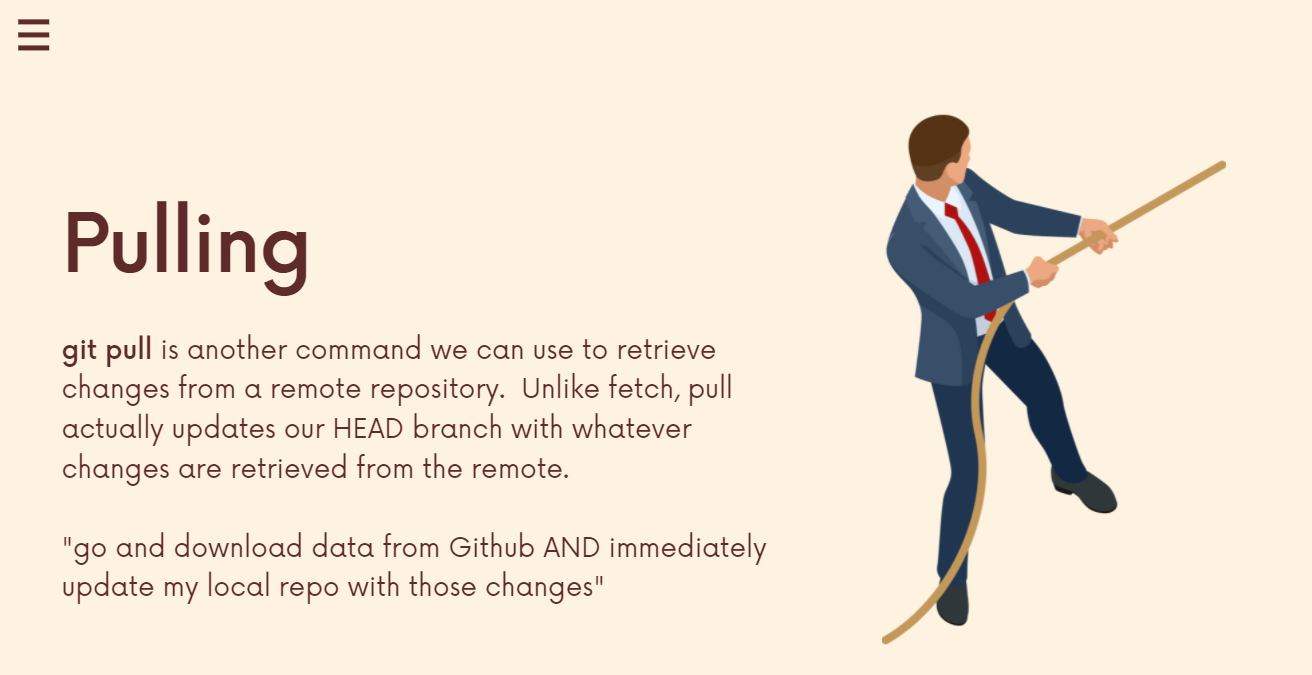 Pulling
git pull is another command we can use to retrieve
changes from a remote repository.  Unlike fetch, pull
actually updates our HEAD branch with whatever
changes are retrieved from the remote.
"go and download data from Github AND immediately
update my local repo with those changes"